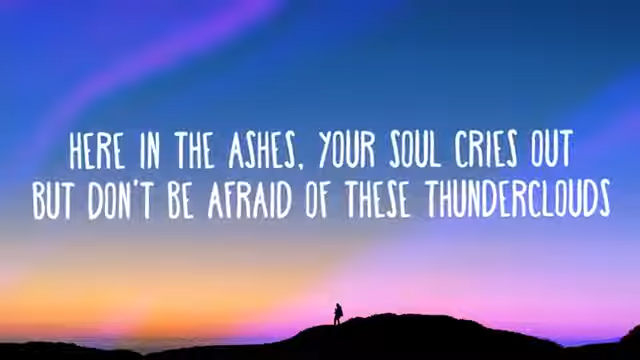 HERE IN THE ASHES, YOUR SOUL CRIES OUT
BUT DON'T BE AFRAID OF THESE THUNDERCLOUDS